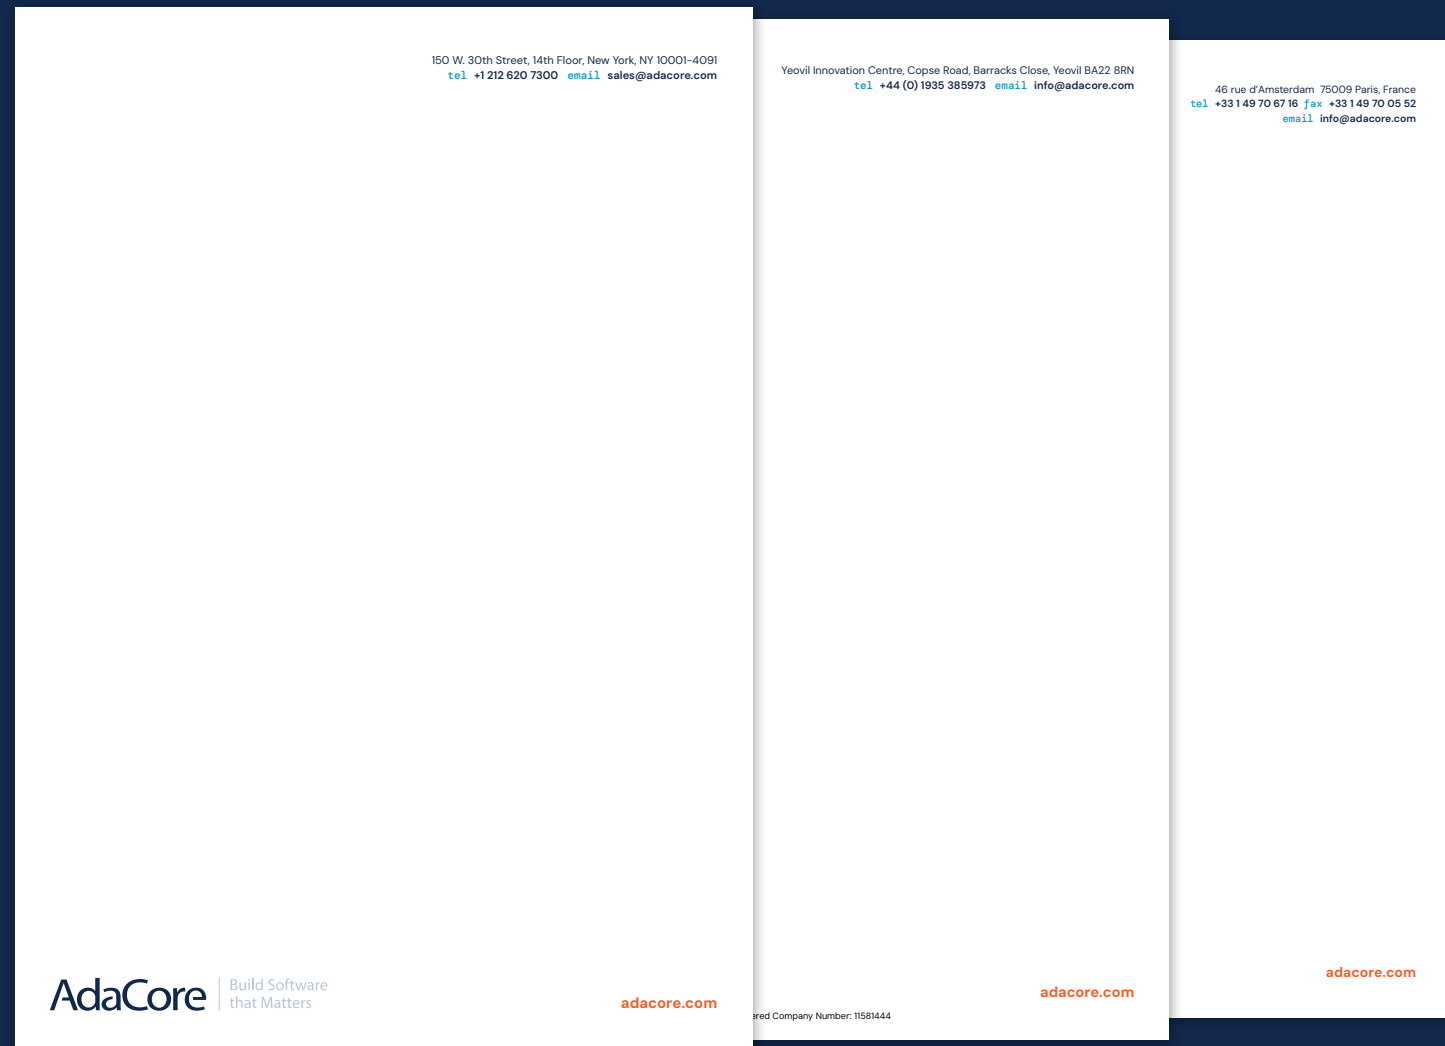 150 W. 30th Street, 14th Floor, New York, NY 10001-4091
tel +1 212 620 7300 email sales@adacore.com
AdaCore
Build Software
that Matters
adacore.com
Yeovil Innovation Centre, Copse Road, Barracks Close, Yeovil BA22 8RN
tel +44 (0) 1935 385973 email info@adacore.com
adacore.com
Company Number: 11581444
46 rue d’Amsterdam 75009 Paris, France
tel +33 1 49 70 67 16 fax +33 1 49 70 05 52
email info@adacore.com
adacore.com